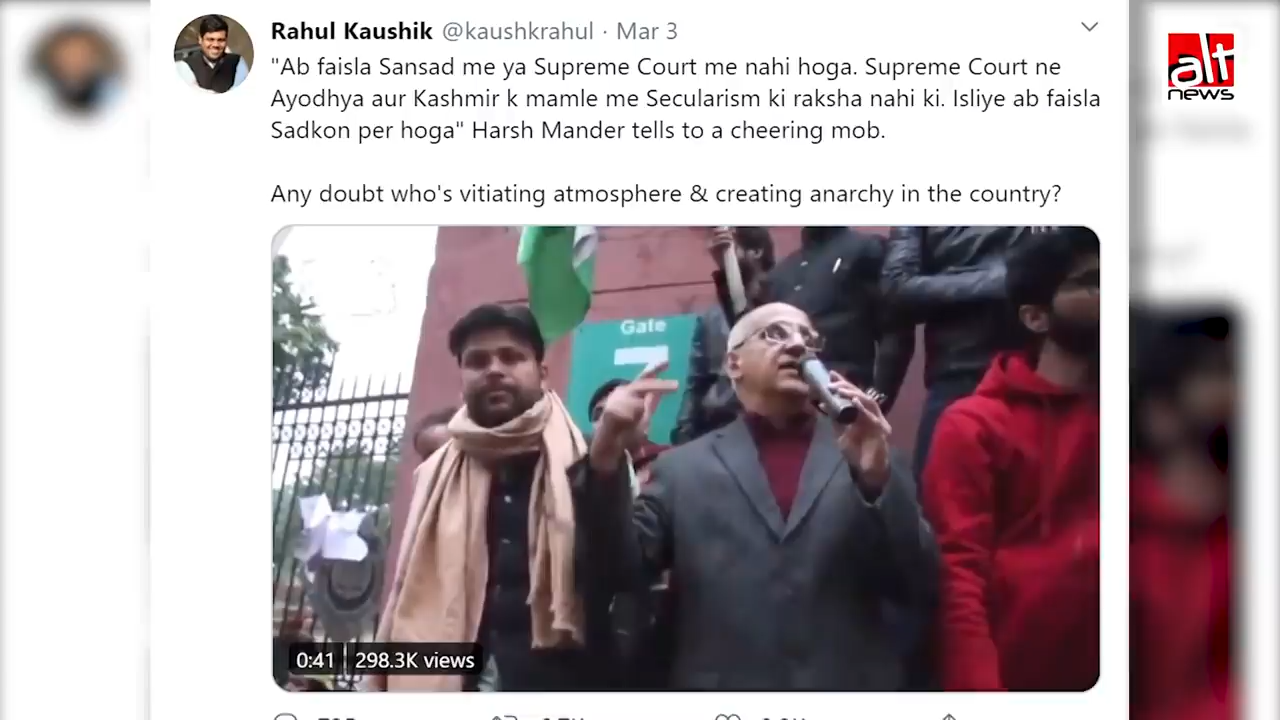 Rahul Kaushik @kaushkrahul · Mar 3
"Ab faisla Sansad me ya Supreme Court me nahi hoga. Supreme Court ne
Ayodhya aur Kashmir k mamle me Secularism ki raksha nahi ki. Isliye ab faisla
Sadkon per hoga" Harsh Mander tells to a cheering mob.
Any doubt who's vitiating atmosphere & creating anarchy in the country?
alt
news
Gate
7
0:41
298.3K views